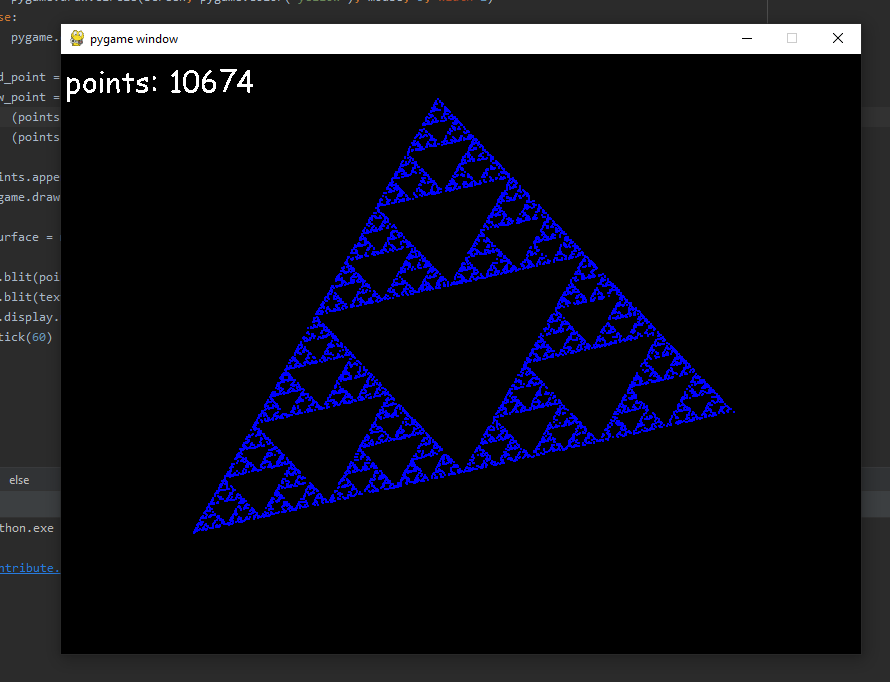 se:
pygame.
pygame window
points: 10674
d_point =
w_point =
(points
(points
ints.appe
game.draw
urface =
.blit(poi
.blit(tex
.display.
tick(60)
else
thon.exe
ntribute.